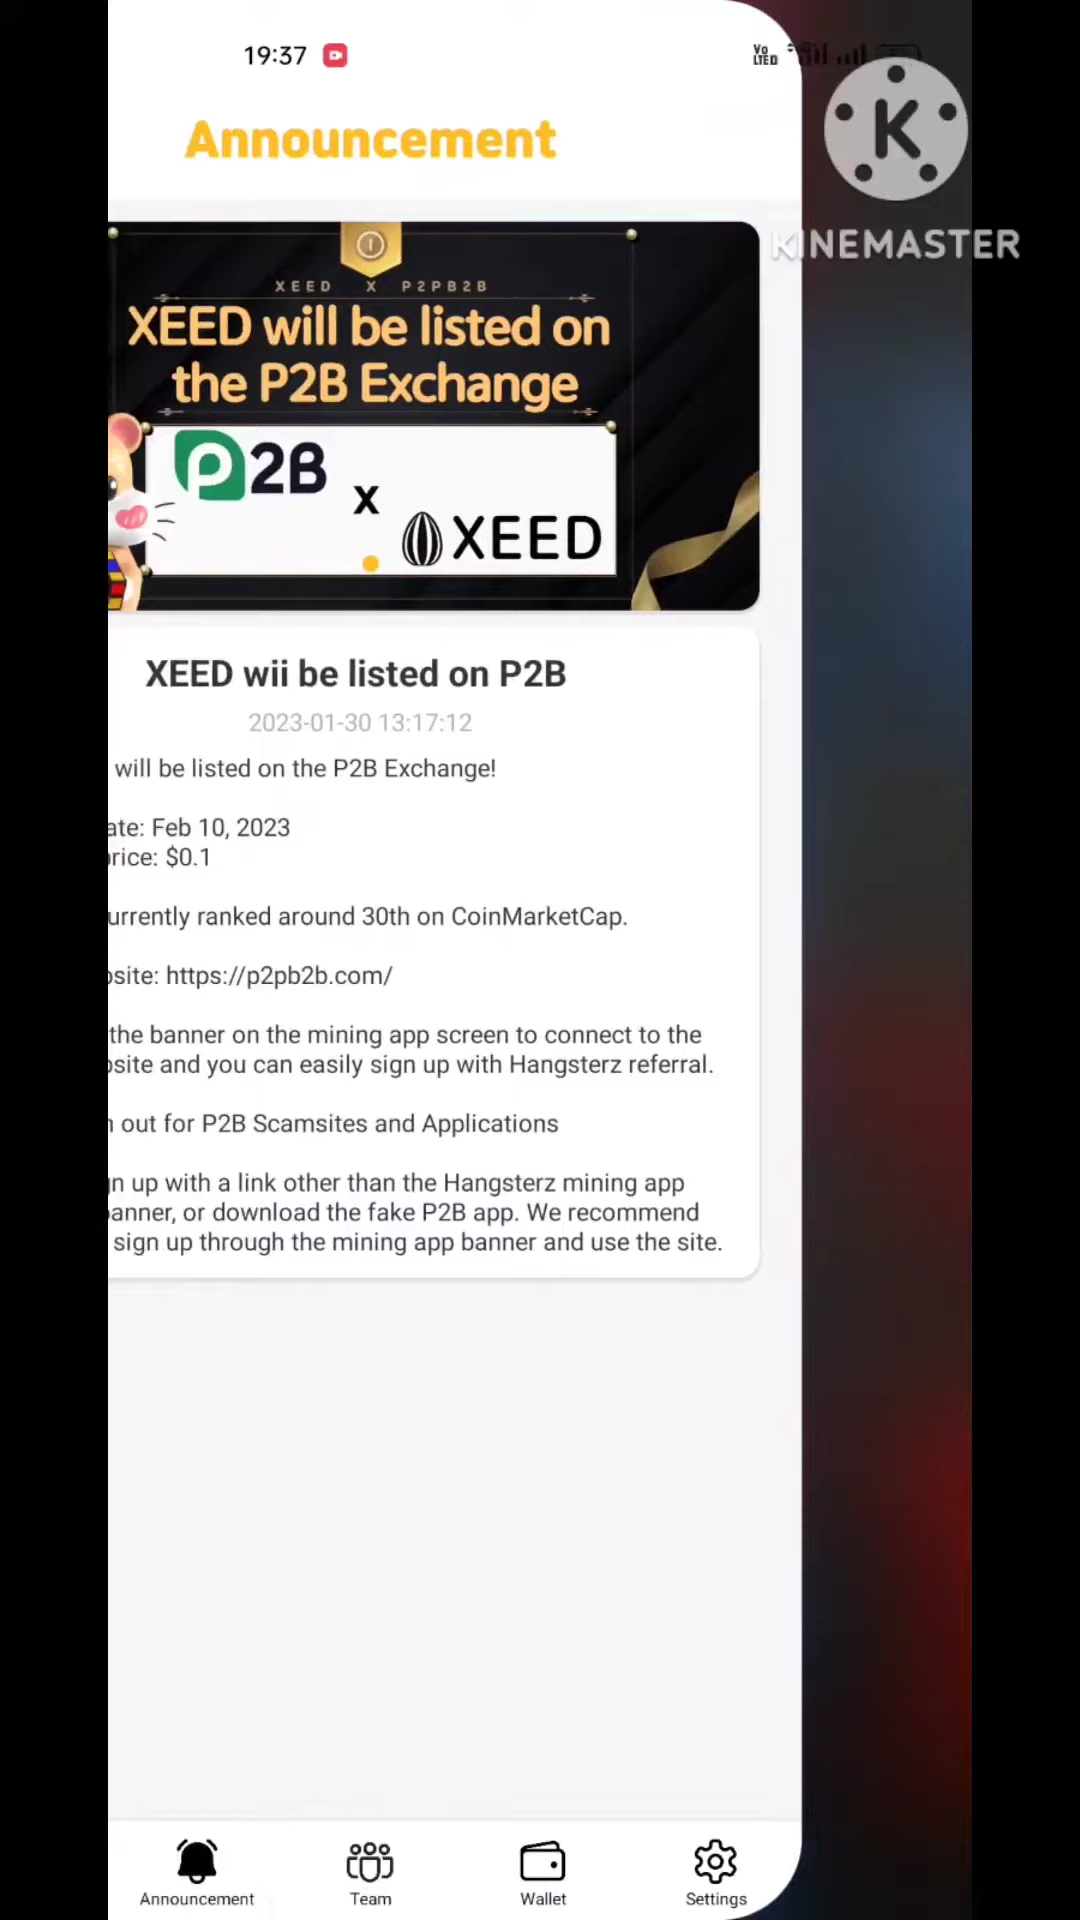 19:37
Vo
LTED
K
KINEMASTER
Announcement
XEED X P2PB2B
XEED will be listed on
the P2B Exchange
P2B
X
XEED
XEED wii be listed on P2B
2023-01-30 13:17:12
will be listed on the P2B Exchange!
ate: Feb 10, 2023
rice: $0.1
urrently ranked around 30th on CoinMarketCap.
site: https://p2pb2b.com/
the banner on the mining app screen to connect to the
site and you can easily sign up with Hangsterz referral.
out for P2B Scamsites and Applications
n up with a link other than the Hangsterz mining app
anner, or download the fake P2B app. We recommend
sign up through the mining app banner and use the site.
Announcement
Team
Wallet
Settings